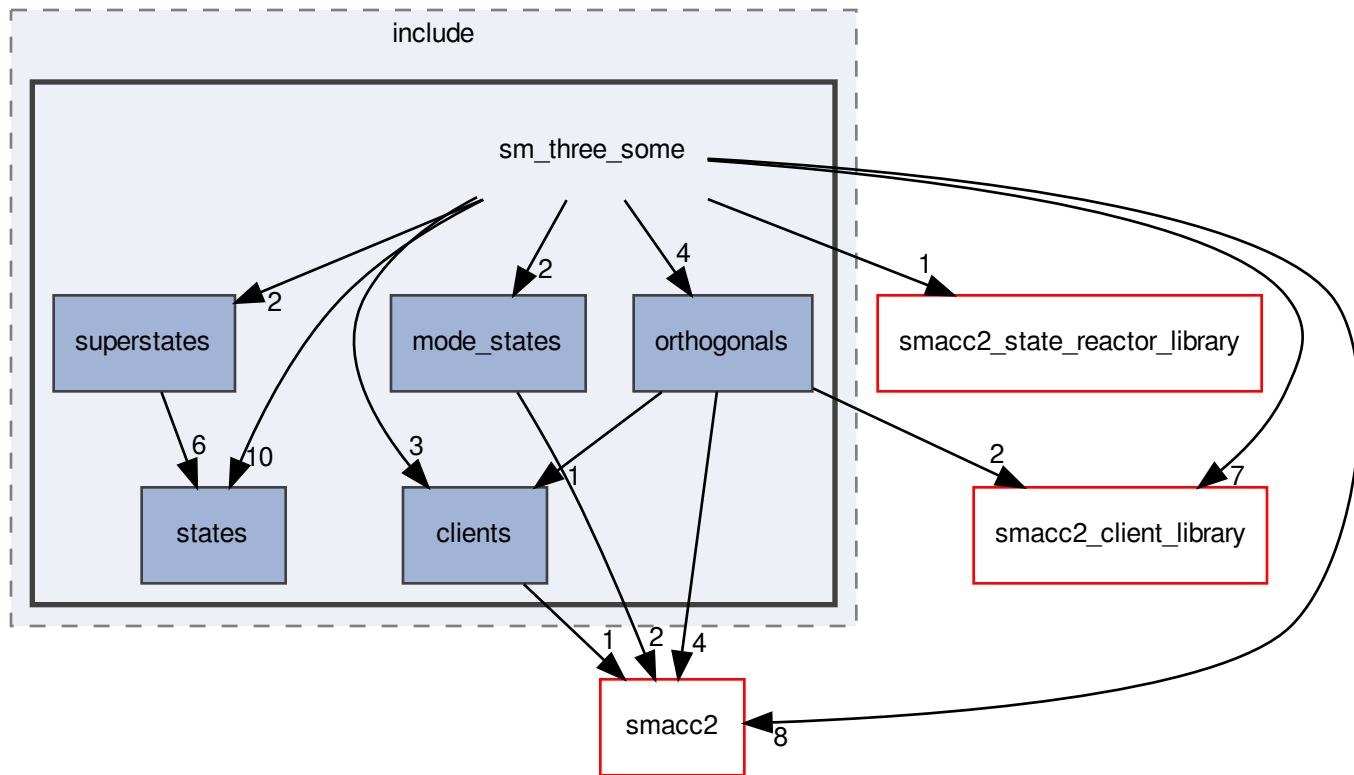 include
sm_three_some
4
2
1
2
superstates
mode_states
orthogonals
smacc2_state_reactor_library
6
10
3
1
2
7
states
clients
smacc2_client_library
1
2
4
smacc2
8